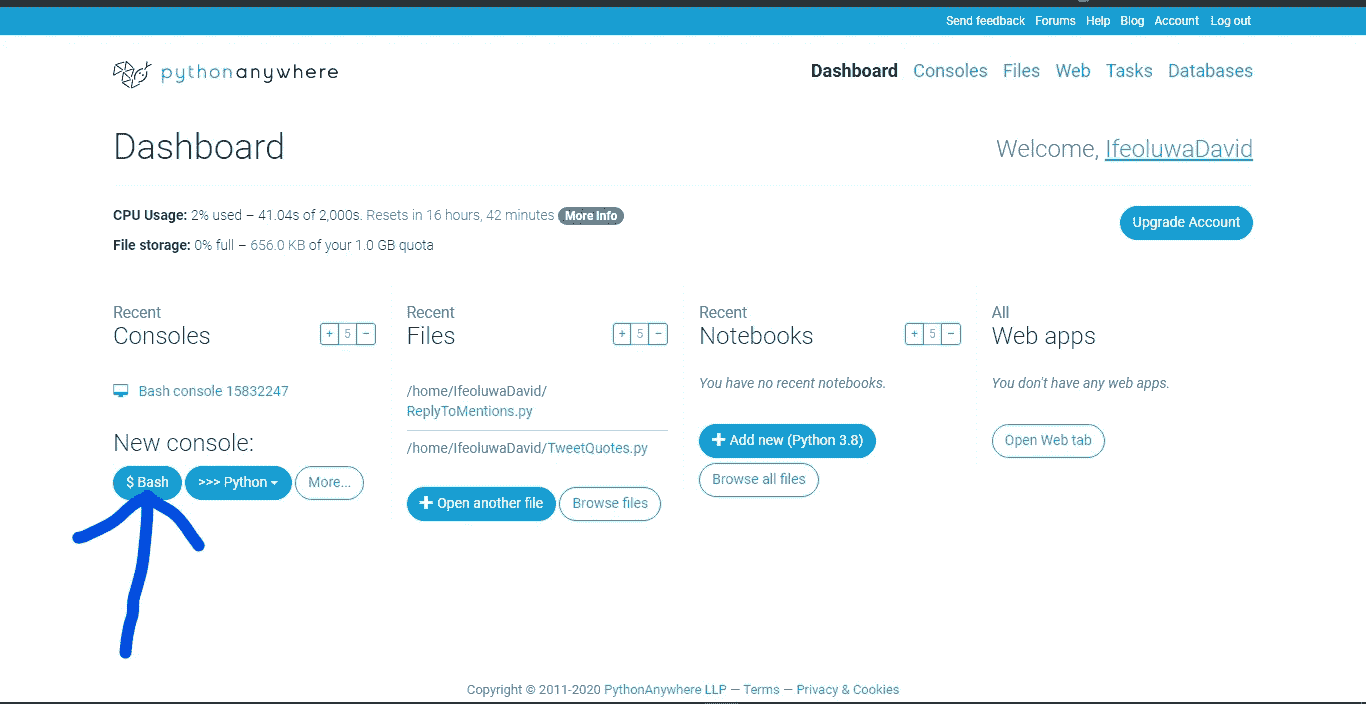 Send feedback Forums Help Blog Account Log out
pythonanywhere
Dashboard Consoles Files Web Tasks Databases
Dashboard
Welcome, IfeoluwaDavid
CPU Usage: 2% used – 41.04s of 2,000s. Resets in 16 hours, 42 minutes More Info
Upgrade Account
File storage: 0% full – 656.0 KB of your 1.0 GB quota
Recent
Consoles
+ 5 −
Bash console 15832247
New console:
$ Bash >>> Python More...
Recent
Files
+ 5 −
/home/IfeoluwaDavid/
ReplyToMentions.py
/home/IfeoluwaDavid/TweetQuotes.py
+ Open another file Browse files
Recent
Notebooks
+ 5 −
You have no recent notebooks.
+ Add new (Python 3.8)
Browse all files
All
Web apps
You don't have any web apps.
Open Web tab
Copyright © 2011-2020 PythonAnywhere LLP — Terms — Privacy & Cookies